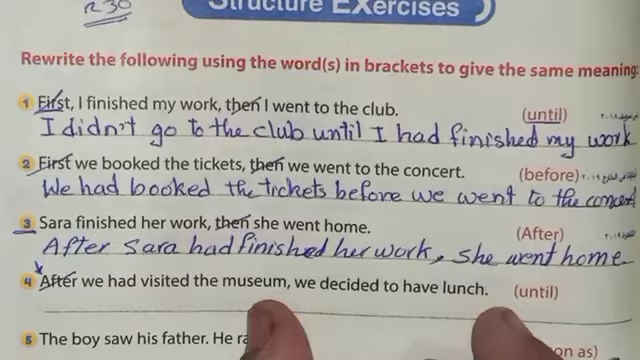 Structure Exercises
Rewrite the following using the word(s) in brackets to give the same meaning:
1 First, I finished my work, then I went to the club. (until)
I didn't go to the club until I had finished my work
2 First we booked the tickets, then we went to the concert. (before)
We had booked the tickets before we went to the concert
3 Sara finished her work, then she went home. (After)
After Sara had finished her work, she went home
4 After we had visited the museum, we decided to have lunch. (until)
5 The boy saw his father. He on as)